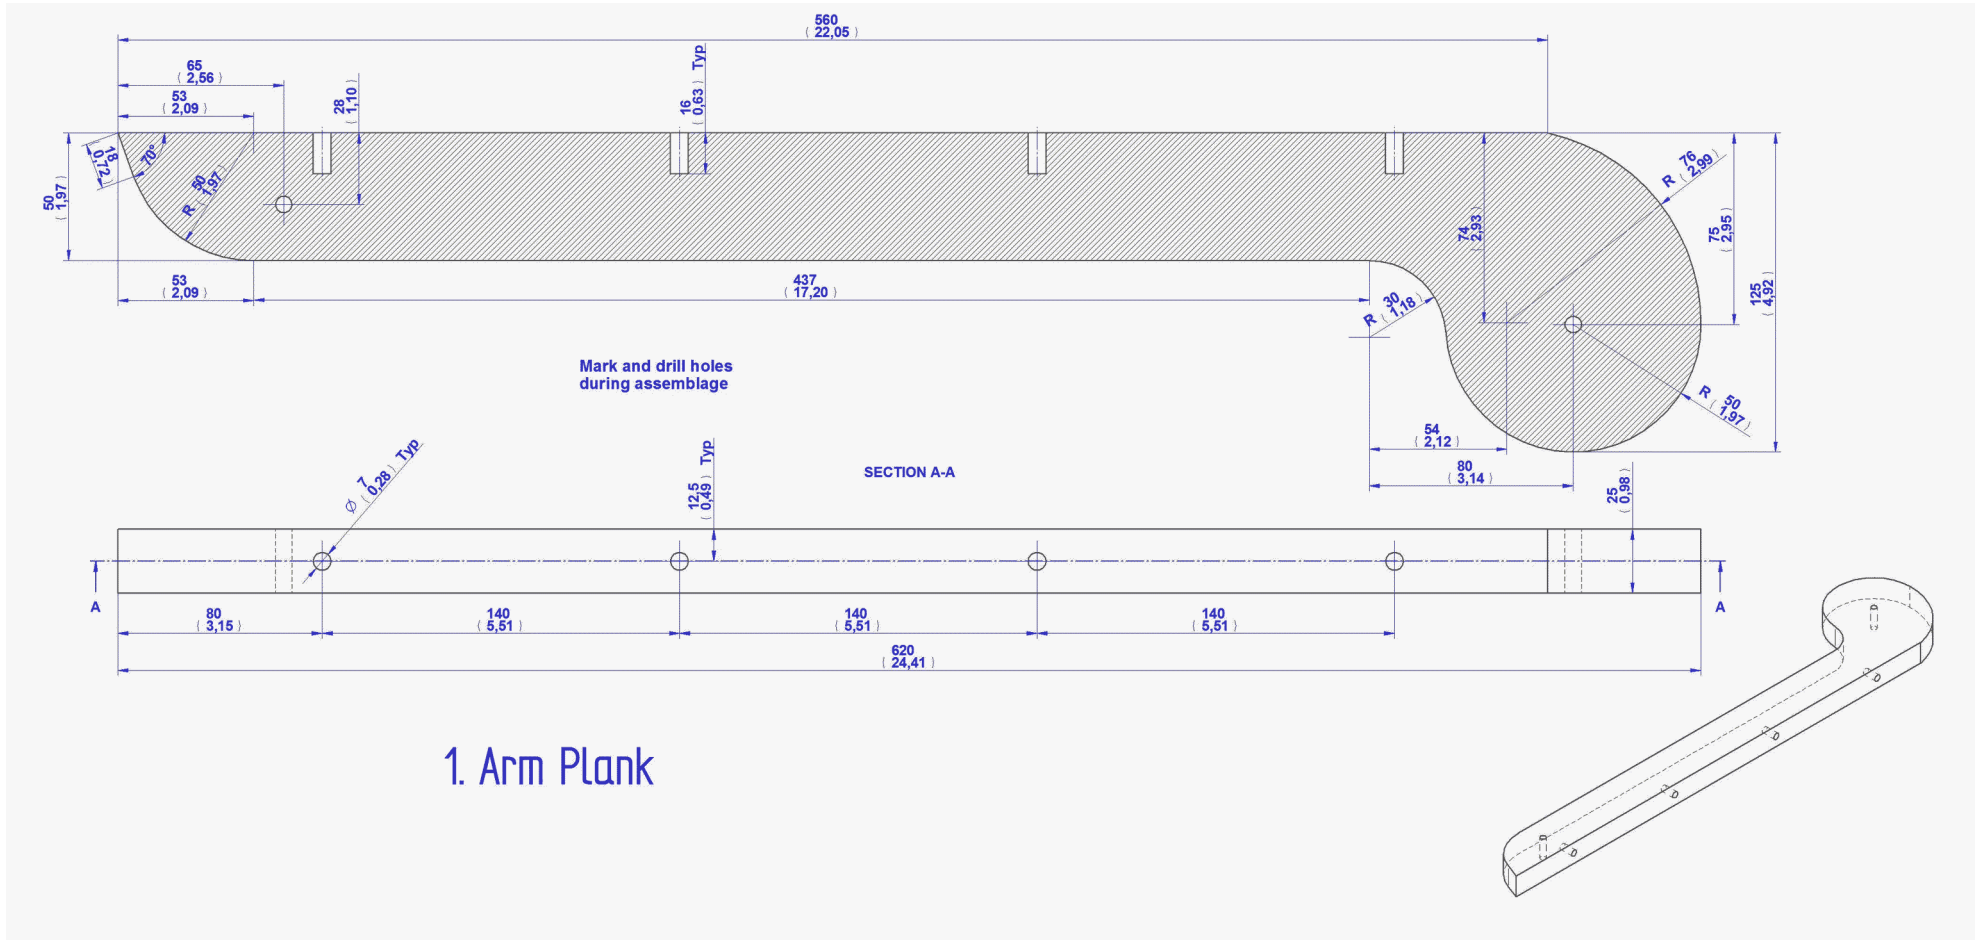 560
( 22,05 )
65
( 2,56 )
53
( 2,09 )
28
( 1,10 )
16
( 0,63 ) Typ
18
( 0,72 )
70°
50
R ( 1,97 )
50
( 1,97 )
53
( 2,09 )
437
( 17,20 )
30
R ( 1,18 )
74
( 2,93 )
76
R ( 2,99 )
75
( 2,95 )
125
( 4,92 )
50
R ( 1,97 )
54
( 2,12 )
80
( 3,14 )
Mark and drill holes
during assemblage
SECTION A-A
7
Ø ( 0,28 ) Typ
12,5
( 0,49 ) Typ
25
( 0,98 )
A
A
80
( 3,15 )
140
( 5,51 )
140
( 5,51 )
140
( 5,51 )
620
( 24,41 )
1. Arm Plank